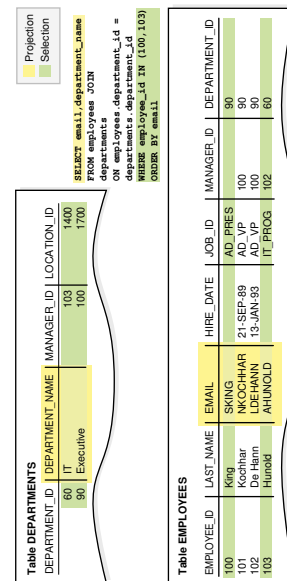 Projection
Selection
Table DEPARTMENTS
DEPARTMENT_ID DEPARTMENT_NAME MANAGER_ID LOCATION_ID
60 IT 103 1400
90 Executive 100 1700
SELECT email,department_name
FROM employees JOIN
departments
ON employees.department_id =
departments.department_id
WHERE employee_id IN (100,103)
ORDER BY email
Table EMPLOYEES
EMPLOYEE_ID LAST_NAME EMAIL HIRE_DATE JOB_ID MANAGER_ID DEPARTMENT_ID
100 King SKING AD_PRES 90
101 Kochhar NKOCHHAR 21-SEP-89 AD_VP 100 90
102 De Hann LDEHANN 13-JAN-93 AD_VP 100 90
103 Hunold AHUNOLD IT_PROG 102 60